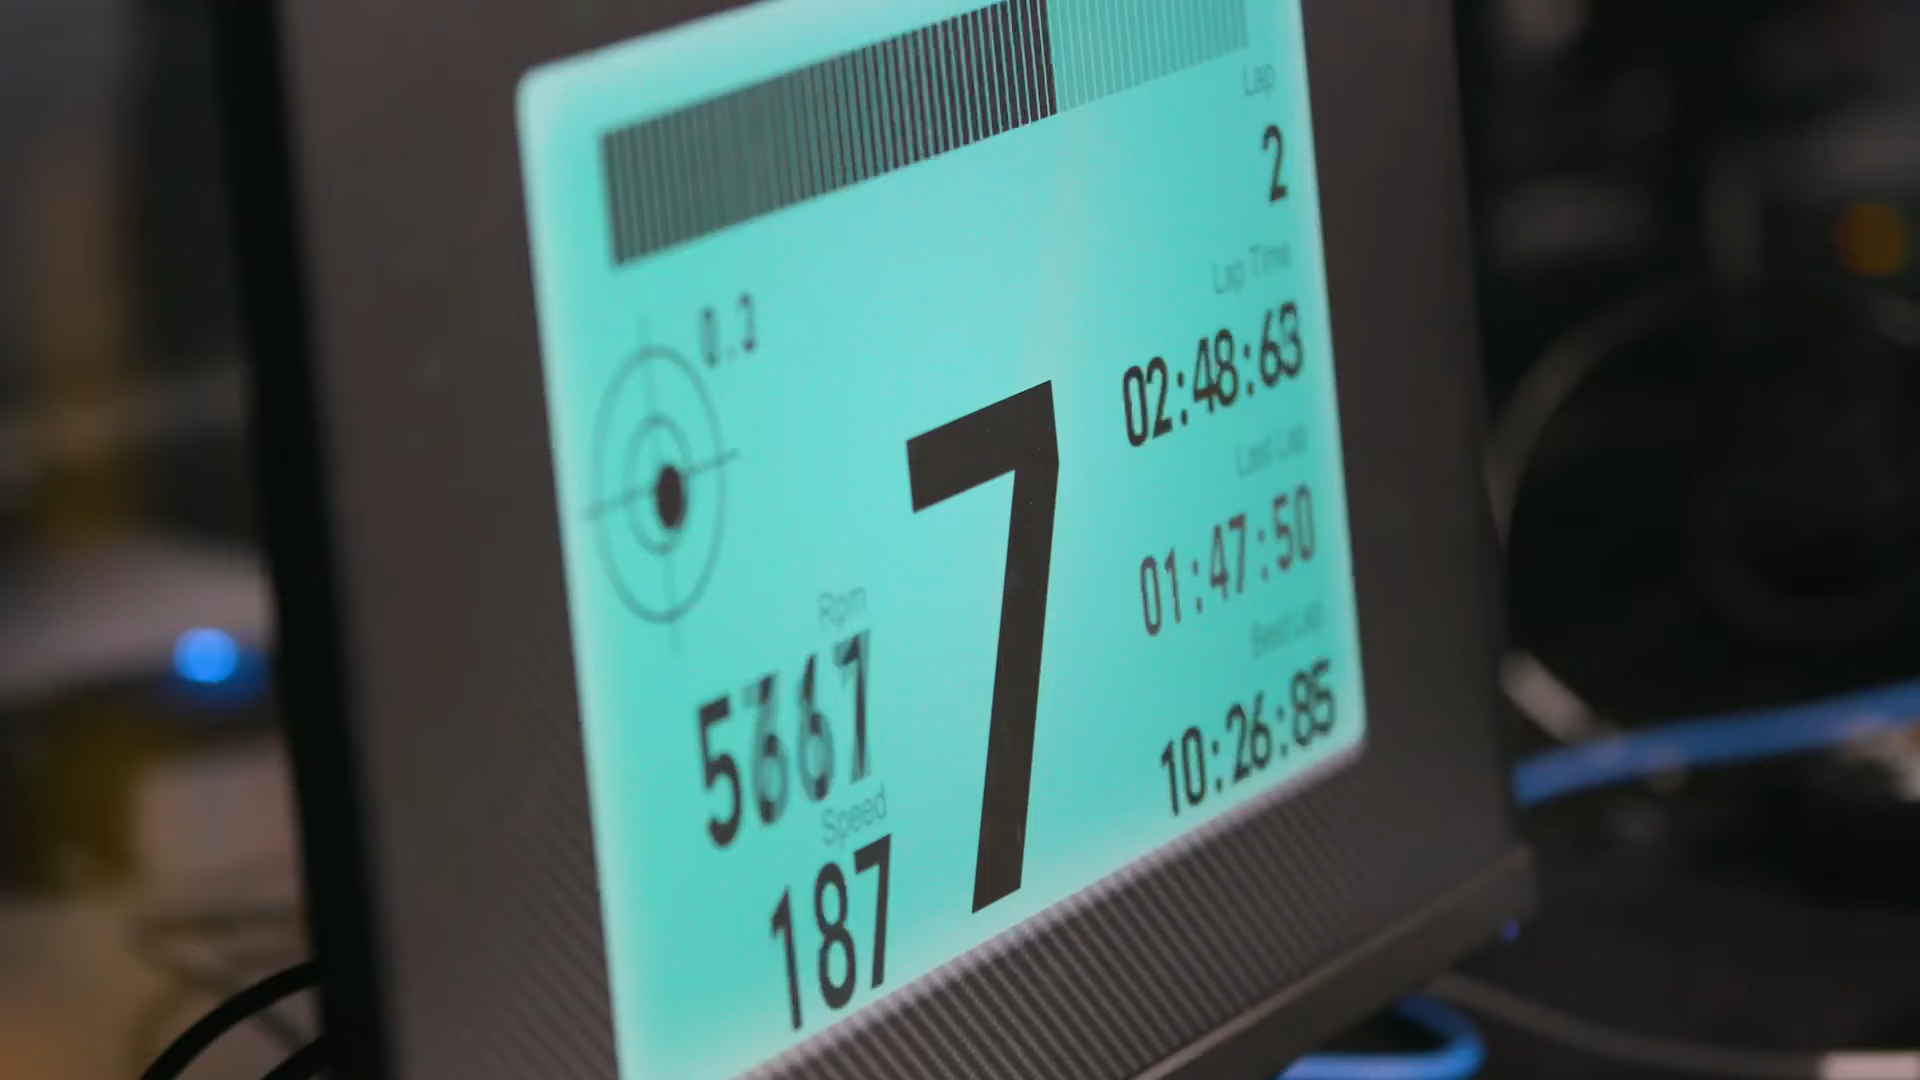 Lap
2
Lap Time
02:48:63
Last Lap
01:47:50
Best Lap
10:26:85
0.3
7
Rpm
Speed
187